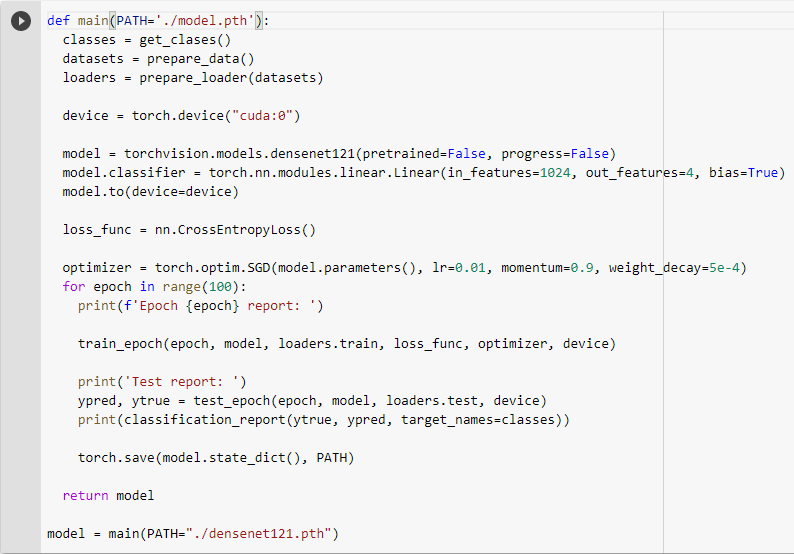 def main(PATH='./model.pth'):
  classes = get_clases()
  datasets = prepare_data()
  loaders = prepare_loader(datasets)
  device = torch.device("cuda:0")
  model = torchvision.models.densenet121(pretrained=False, progress=False)
  model.classifier = torch.nn.modules.linear.Linear(in_features=1024, out_features=4, bias=True)
  model.to(device=device)
  loss_func = nn.CrossEntropyLoss()
  optimizer = torch.optim.SGD(model.parameters(), lr=0.01, momentum=0.9, weight_decay=5e-4)
  for epoch in range(100):
    print(f'Epoch {epoch} report: ')
    train_epoch(epoch, model, loaders.train, loss_func, optimizer, device)
    print('Test report: ')
    ypred, ytrue = test_epoch(epoch, model, loaders.test, device)
    print(classification_report(ytrue, ypred, target_names=classes))
    torch.save(model.state_dict(), PATH)
  return model
model = main(PATH="./densenet121.pth")